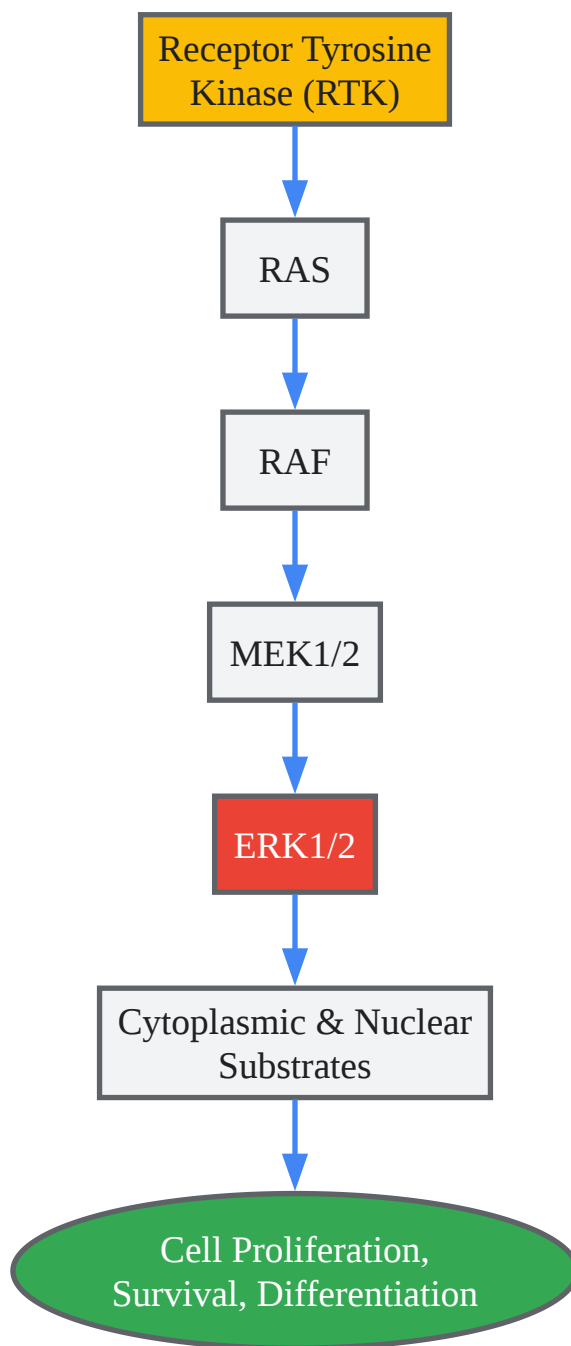 Receptor Tyrosine
Kinase (RTK)
RAS
RAF
MEK1/2
ERK1/2
Cytoplasmic & Nuclear
Substrates
Cell Proliferation,
Survival, Differentiation